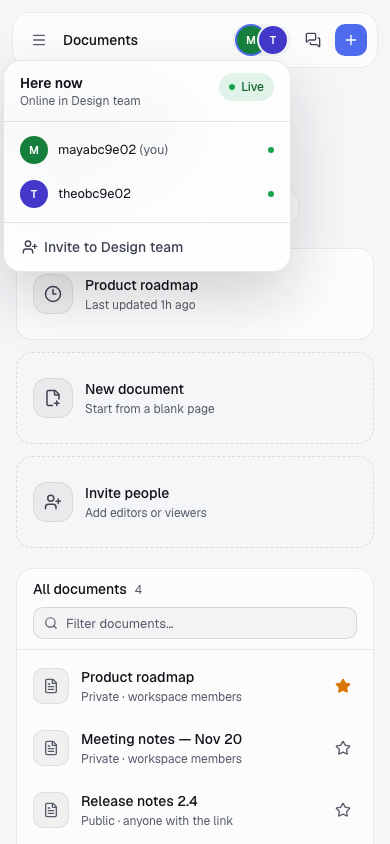 Documents
M T
Here now
Online in Design team
Live
M mayabc9e02 (you)
T theobc9e02
Invite to Design team
Product roadmap
Last updated 1h ago
New document
Start from a blank page
Invite people
Add editors or viewers
All documents 4
Filter documents…
Product roadmap
Private · workspace members
Meeting notes — Nov 20
Private · workspace members
Release notes 2.4
Public · anyone with the link